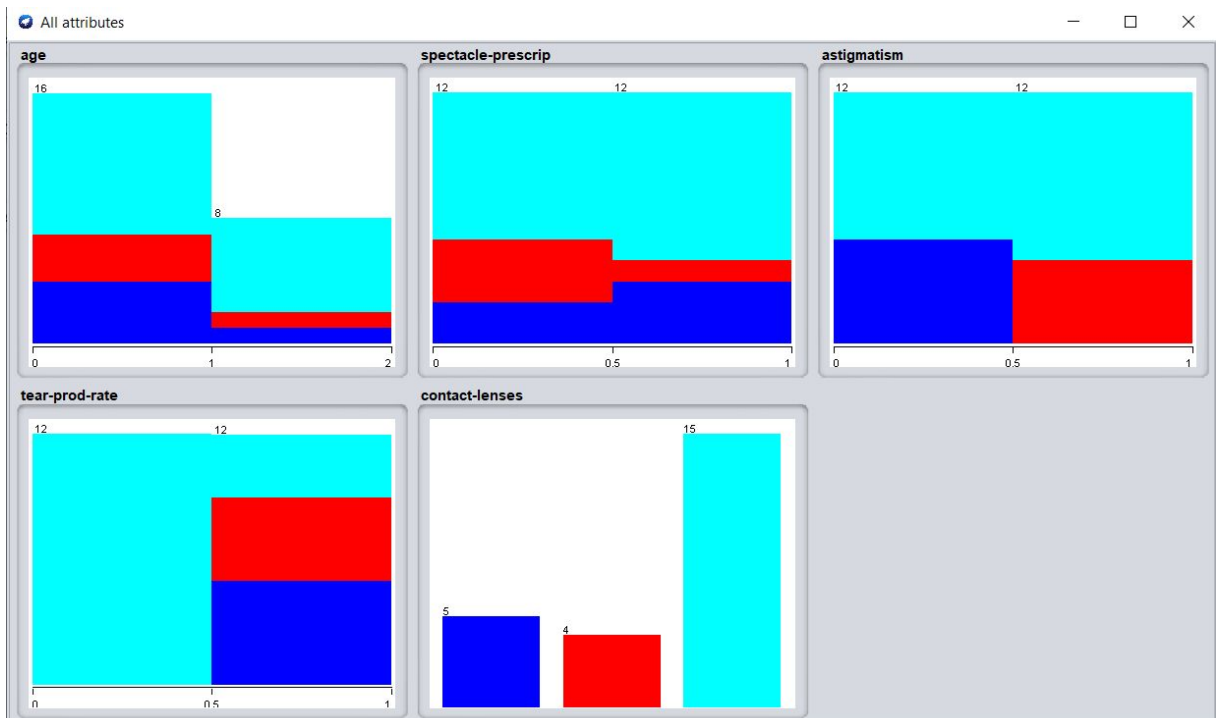 All attributes
age
spectacle-prescrip
astigmatism
16
8
0 1 2
12 12
0 0.5 1
12 12
0 0.5 1
tear-prod-rate
contact-lenses
12 12
0 0.5 1
15
5
4